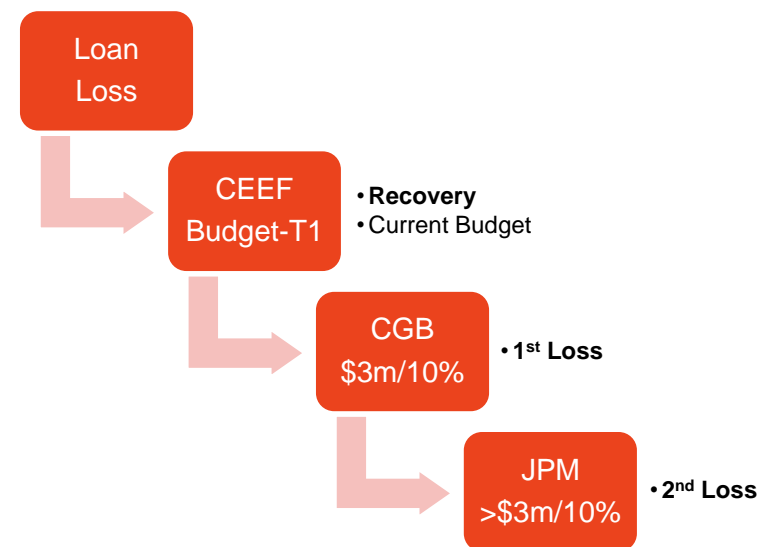 Loan
Loss
CEEF
Budget-T1
• Recovery
• Current Budget
CGB
$3m/10%
• 1st Loss
JPM
>$3m/10%
• 2nd Loss